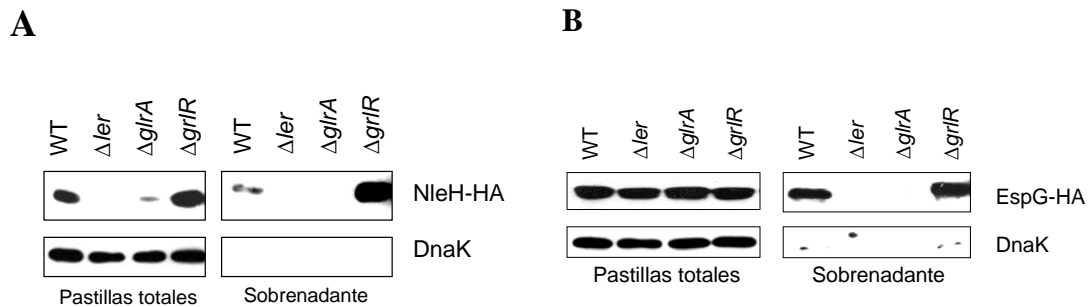 A
WT Δler ΔglrA ΔgrlR WT Δler ΔglrA ΔgrlR
NleH-HA
DnaK
Pastillas totales Sobrenadante
B
WT Δler ΔglrA ΔgrlR WT Δler ΔglrA ΔgrlR
EspG-HA
DnaK
Pastillas totales Sobrenadante